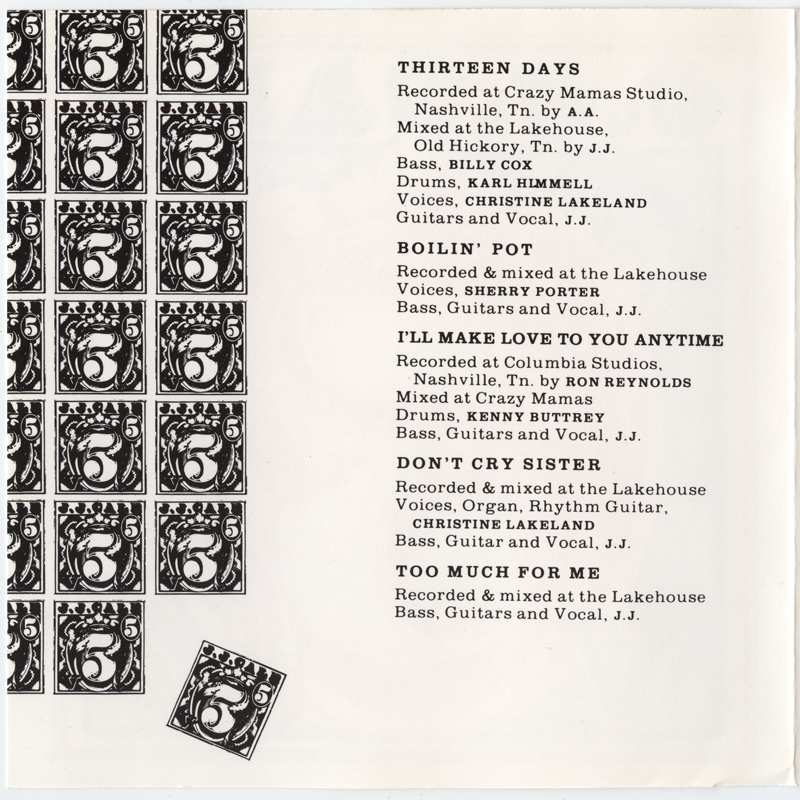 THIRTEEN DAYS
Recorded at Crazy Mamas Studio,
Nashville, Tn. by A.A.
Mixed at the Lakehouse,
Old Hickory, Tn. by J.J.
Bass, BILLY COX
Drums, KARL HIMMELL
Voices, CHRISTINE LAKELAND
Guitars and Vocal, J.J.
BOILIN' POT
Recorded & mixed at the Lakehouse
Voices, SHERRY PORTER
Bass, Guitars and Vocal, J.J.
I'LL MAKE LOVE TO YOU ANYTIME
Recorded at Columbia Studios,
Nashville, Tn. by RON REYNOLDS
Mixed at Crazy Mamas
Drums, KENNY BUTTREY
Bass, Guitars and Vocal, J.J.
DON'T CRY SISTER
Recorded & mixed at the Lakehouse
Voices, Organ, Rhythm Guitar,
CHRISTINE LAKELAND
Bass, Guitar and Vocal, J.J.
TOO MUCH FOR ME
Recorded & mixed at the Lakehouse
Bass, Guitars and Vocal, J.J.
J.J. CALE
5
5